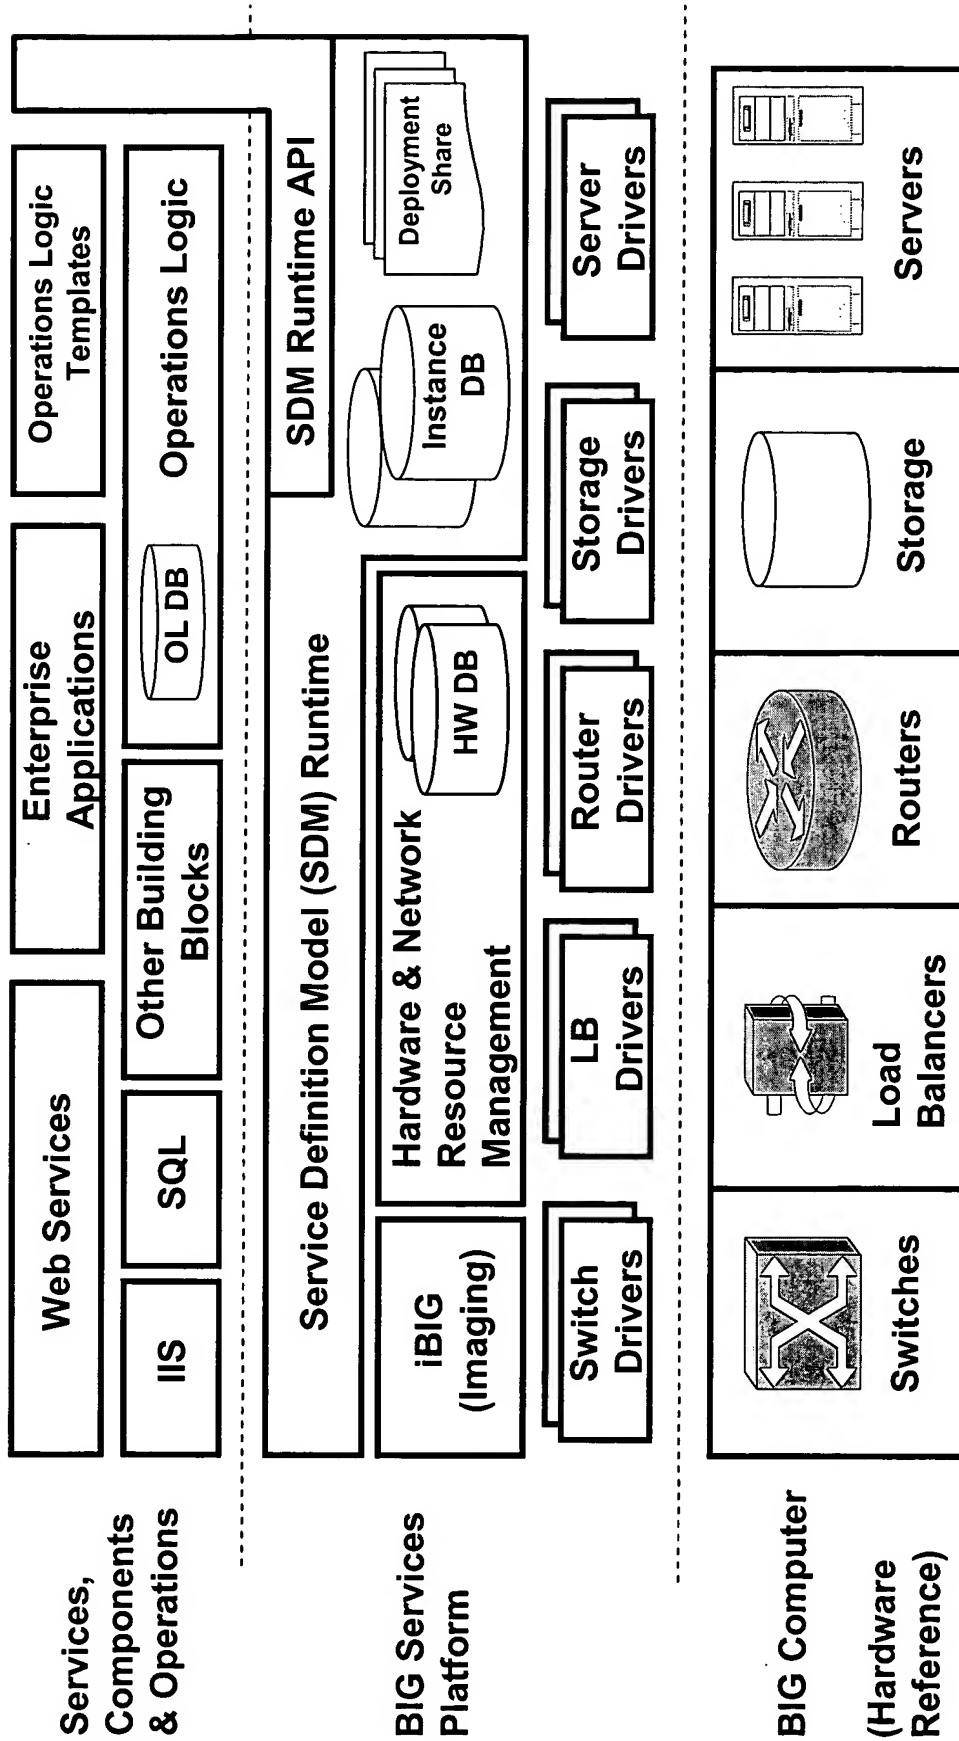 Services,
Components
& Operations
Web Services
Enterprise
Applications
Operations Logic
Templates
IIS
SQL
Other Building
Blocks
OL DB
Operations Logic
BIG Services
Platform
Service Definition Model (SDM) Runtime
SDM Runtime API
iBIG
(Imaging)
Hardware & Network
Resource
Management
HW DB
Instance
DB
Deployment
Share
Switch
Drivers
LB
Drivers
Router
Drivers
Storage
Drivers
Server
Drivers
BIG Computer
(Hardware
Reference)
Switches
Load
Balancers
Routers
Storage
Servers